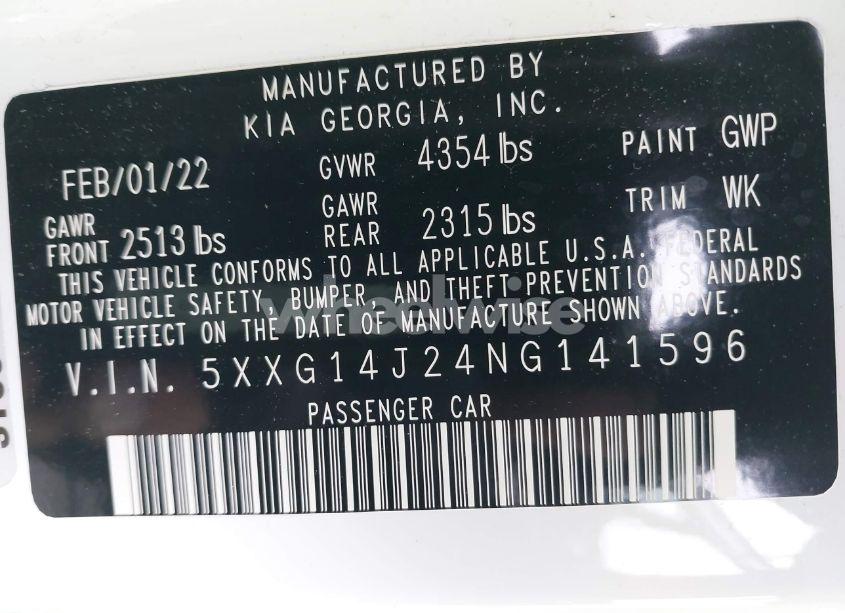 MANUFACTURED BY
KIA GEORGIA, INC.
FEB/01/22 GVWR 4354 lbs PAINT GWP
GAWR FRONT 2513 lbs GAWR REAR 2315 lbs TRIM WK
THIS VEHICLE CONFORMS TO ALL APPLICABLE U.S.A. FEDERAL
MOTOR VEHICLE SAFETY, BUMPER, AND THEFT PREVENTION STANDARDS
IN EFFECT ON THE DATE OF MANUFACTURE SHOWN ABOVE.
V.I.N. 5XXG14J24NG141596
PASSENGER CAR
wheelwise